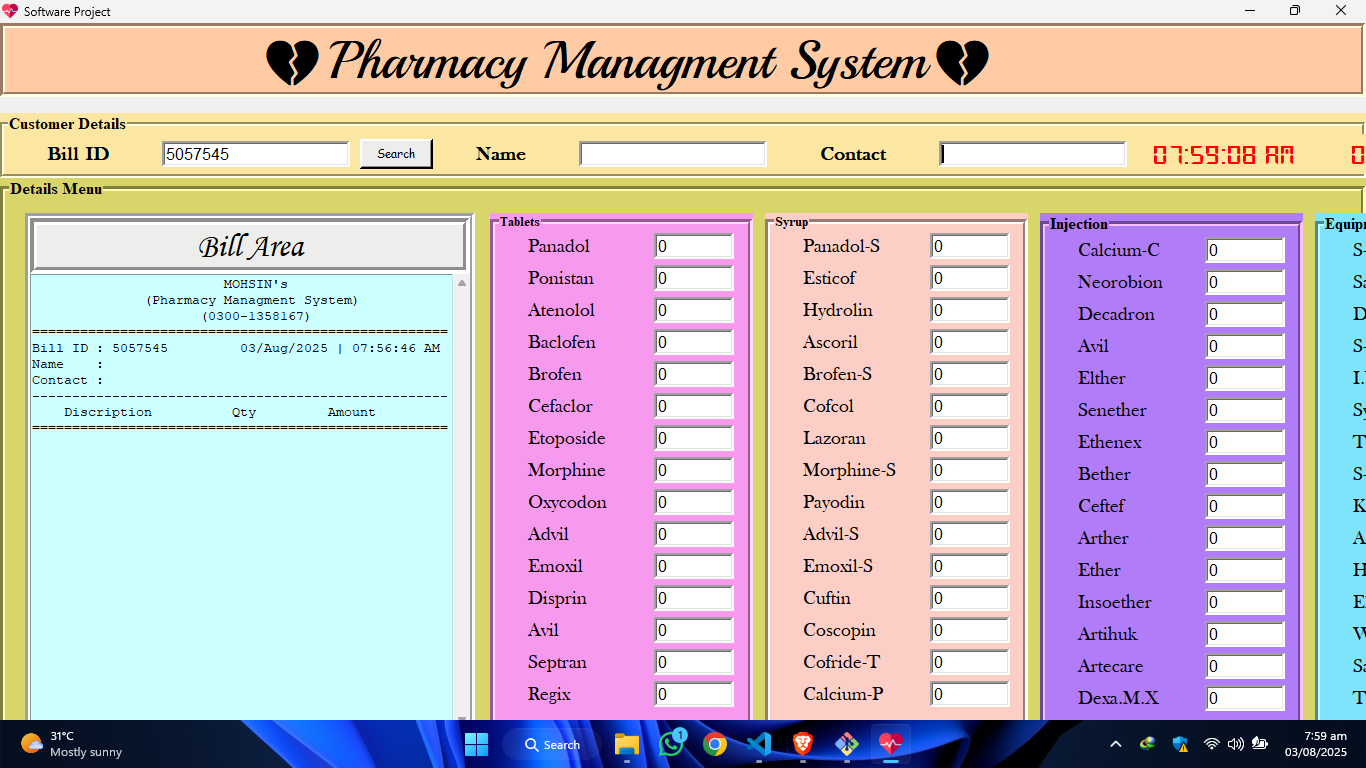 Software Project
Pharmacy Managment System
Customer Details
Bill ID 5057545 Search Name Contact 07:59:08 AM 0
Details Menu
Bill Area
MOHSIN's
(Pharmacy Managment System)
(0300-1358167)
Bill ID : 5057545 03/Aug/2025 | 07:56:46 AM
Name :
Contact :
Discription Qty Amount
Tablets
Panadol 0
Ponistan 0
Atenolol 0
Baclofen 0
Brofen 0
Cefaclor 0
Etoposide 0
Morphine 0
Oxycodon 0
Advil 0
Emoxil 0
Disprin 0
Avil 0
Septran 0
Regix 0
Syrup
Panadol-S 0
Esticof 0
Hydrolin 0
Ascoril 0
Brofen-S 0
Cofcol 0
Lazoran 0
Morphine-S 0
Payodin 0
Advil-S 0
Emoxil-S 0
Cuftin 0
Coscopin 0
Cofride-T 0
Calcium-P 0
Injection
Calcium-C 0
Neorobion 0
Decadron 0
Avil 0
Elther 0
Senether 0
Ethenex 0
Bether 0
Ceftef 0
Arther 0
Ether 0
Insoether 0
Artihuk 0
Artecare 0
Dexa.M.X 0
31°C
Mostly sunny
Search
1
7:59 am
03/08/2025